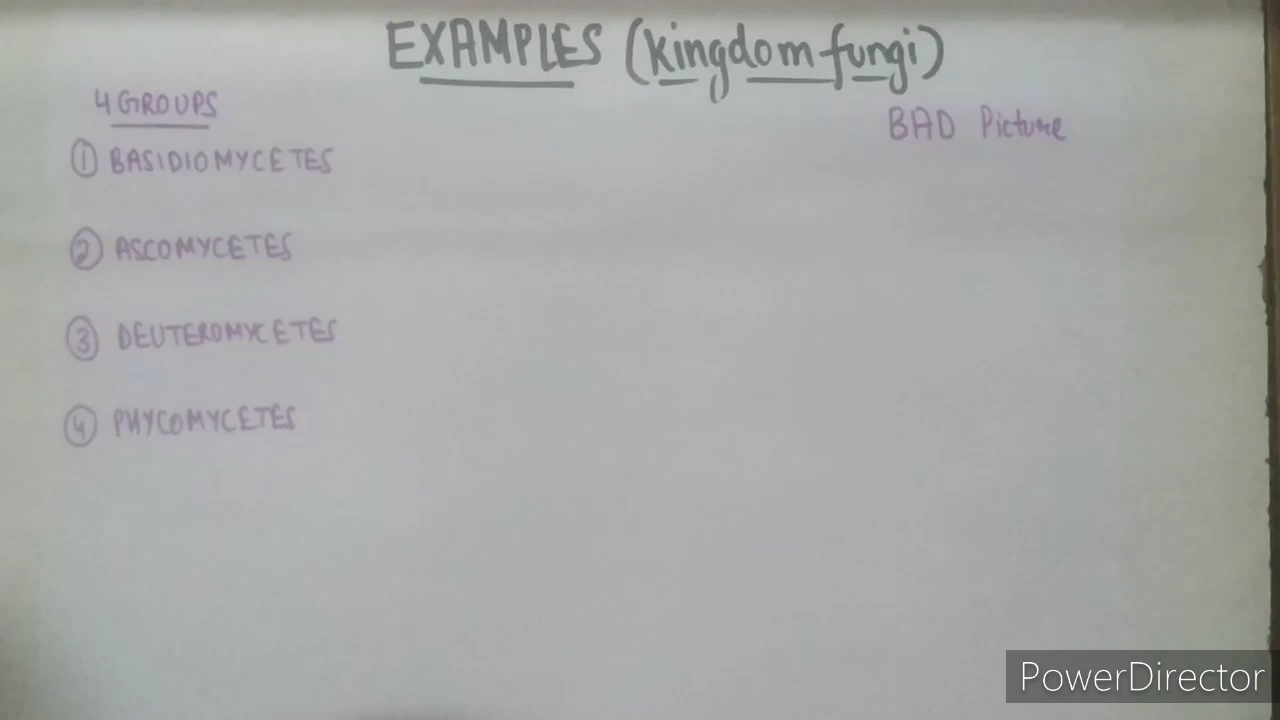 EXAMPLES (kingdom fungi)
4 GROUPS
BAD Picture
① BASIDIOMYCETES
② ASCOMYCETES
③ DEUTEROMYCETES
④ PHYCOMYCETES
PowerDirector